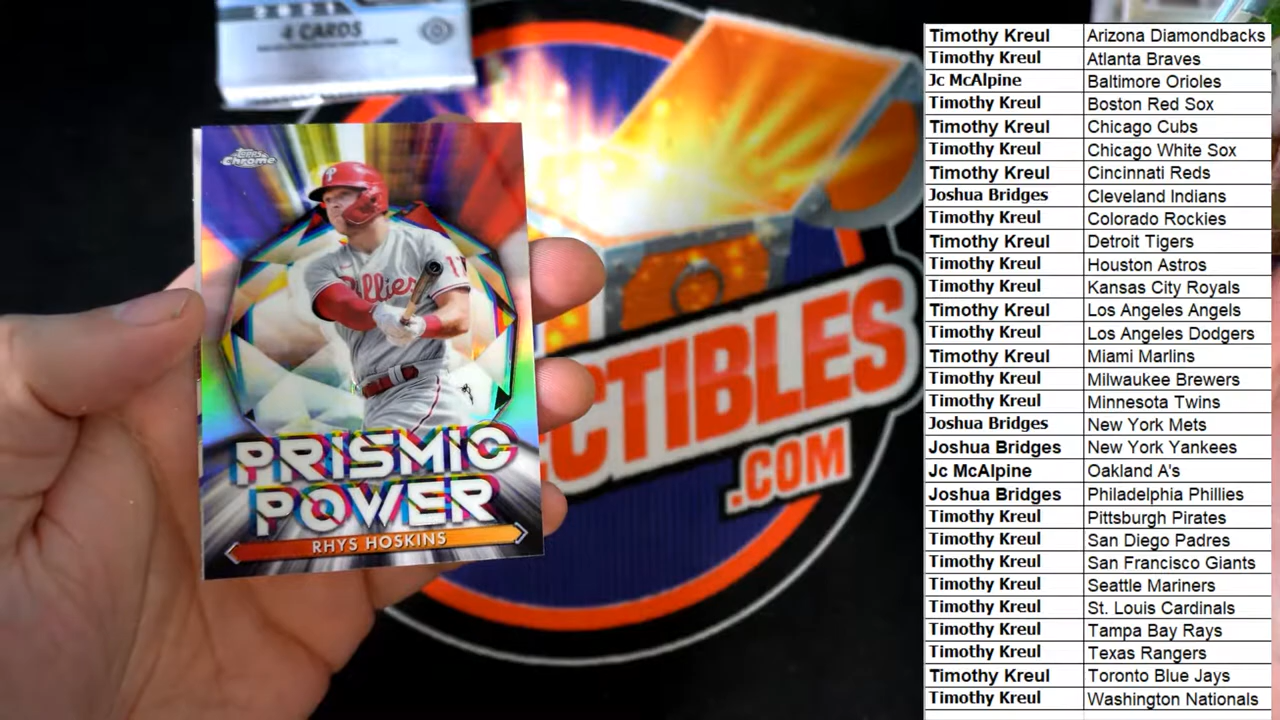 4 CARDS
Topps
Chrome
P
Phillies
17
PRISMIC
POWER
RHYS HOSKINS
CTIBLES
.COM
Timothy Kreul Arizona Diamondbacks
Timothy Kreul Atlanta Braves
Jc McAlpine Baltimore Orioles
Timothy Kreul Boston Red Sox
Timothy Kreul Chicago Cubs
Timothy Kreul Chicago White Sox
Timothy Kreul Cincinnati Reds
Joshua Bridges Cleveland Indians
Timothy Kreul Colorado Rockies
Timothy Kreul Detroit Tigers
Timothy Kreul Houston Astros
Timothy Kreul Kansas City Royals
Timothy Kreul Los Angeles Angels
Timothy Kreul Los Angeles Dodgers
Timothy Kreul Miami Marlins
Timothy Kreul Milwaukee Brewers
Timothy Kreul Minnesota Twins
Joshua Bridges New York Mets
Joshua Bridges New York Yankees
Jc McAlpine Oakland A's
Joshua Bridges Philadelphia Phillies
Timothy Kreul Pittsburgh Pirates
Timothy Kreul San Diego Padres
Timothy Kreul San Francisco Giants
Timothy Kreul Seattle Mariners
Timothy Kreul St. Louis Cardinals
Timothy Kreul Tampa Bay Rays
Timothy Kreul Texas Rangers
Timothy Kreul Toronto Blue Jays
Timothy Kreul Washington Nationals